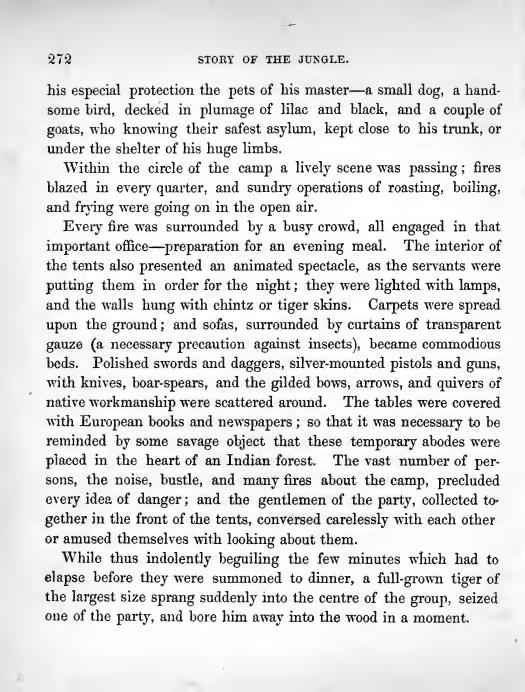 272 STORY OF THE JUNGLE.
his especial protection the pets of his master—a small dog, a hand-
some bird, decked in plumage of lilac and black, and a couple of
goats, who knowing their safest asylum, kept close to his trunk, or
under the shelter of his huge limbs.
Within the circle of the camp a lively scene was passing; fires
blazed in every quarter, and sundry operations of roasting, boiling,
and frying were going on in the open air.
Every fire was surrounded by a busy crowd, all engaged in that
important office—preparation for an evening meal. The interior of
the tents also presented an animated spectacle, as the servants were
putting them in order for the night; they were lighted with lamps,
and the walls hung with chintz or tiger skins. Carpets were spread
upon the ground; and sofas, surrounded by curtains of transparent
gauze (a necessary precaution against insects), became commodious
beds. Polished swords and daggers, silver-mounted pistols and guns,
with knives, boar-spears, and the gilded bows, arrows, and quivers of
native workmanship were scattered around. The tables were covered
with European books and newspapers; so that it was necessary to be
reminded by some savage object that these temporary abodes were
placed in the heart of an Indian forest. The vast number of per-
sons, the noise, bustle, and many fires about the camp, precluded
every idea of danger; and the gentlemen of the party, collected to-
gether in the front of the tents, conversed carelessly with each other
or amused themselves with looking about them.
While thus indolently beguiling the few minutes which had to
elapse before they were summoned to dinner, a full-grown tiger of
the largest size sprang suddenly into the centre of the group, seized
one of the party, and bore him away into the wood in a moment.